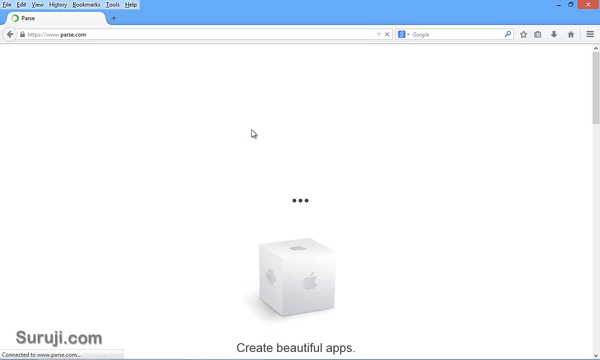 File Edit View History Bookmarks Tools Help
Parse
https://www.parse.com
Google
Create beautiful apps.
Suruji.com
Connected to www.parse.com...